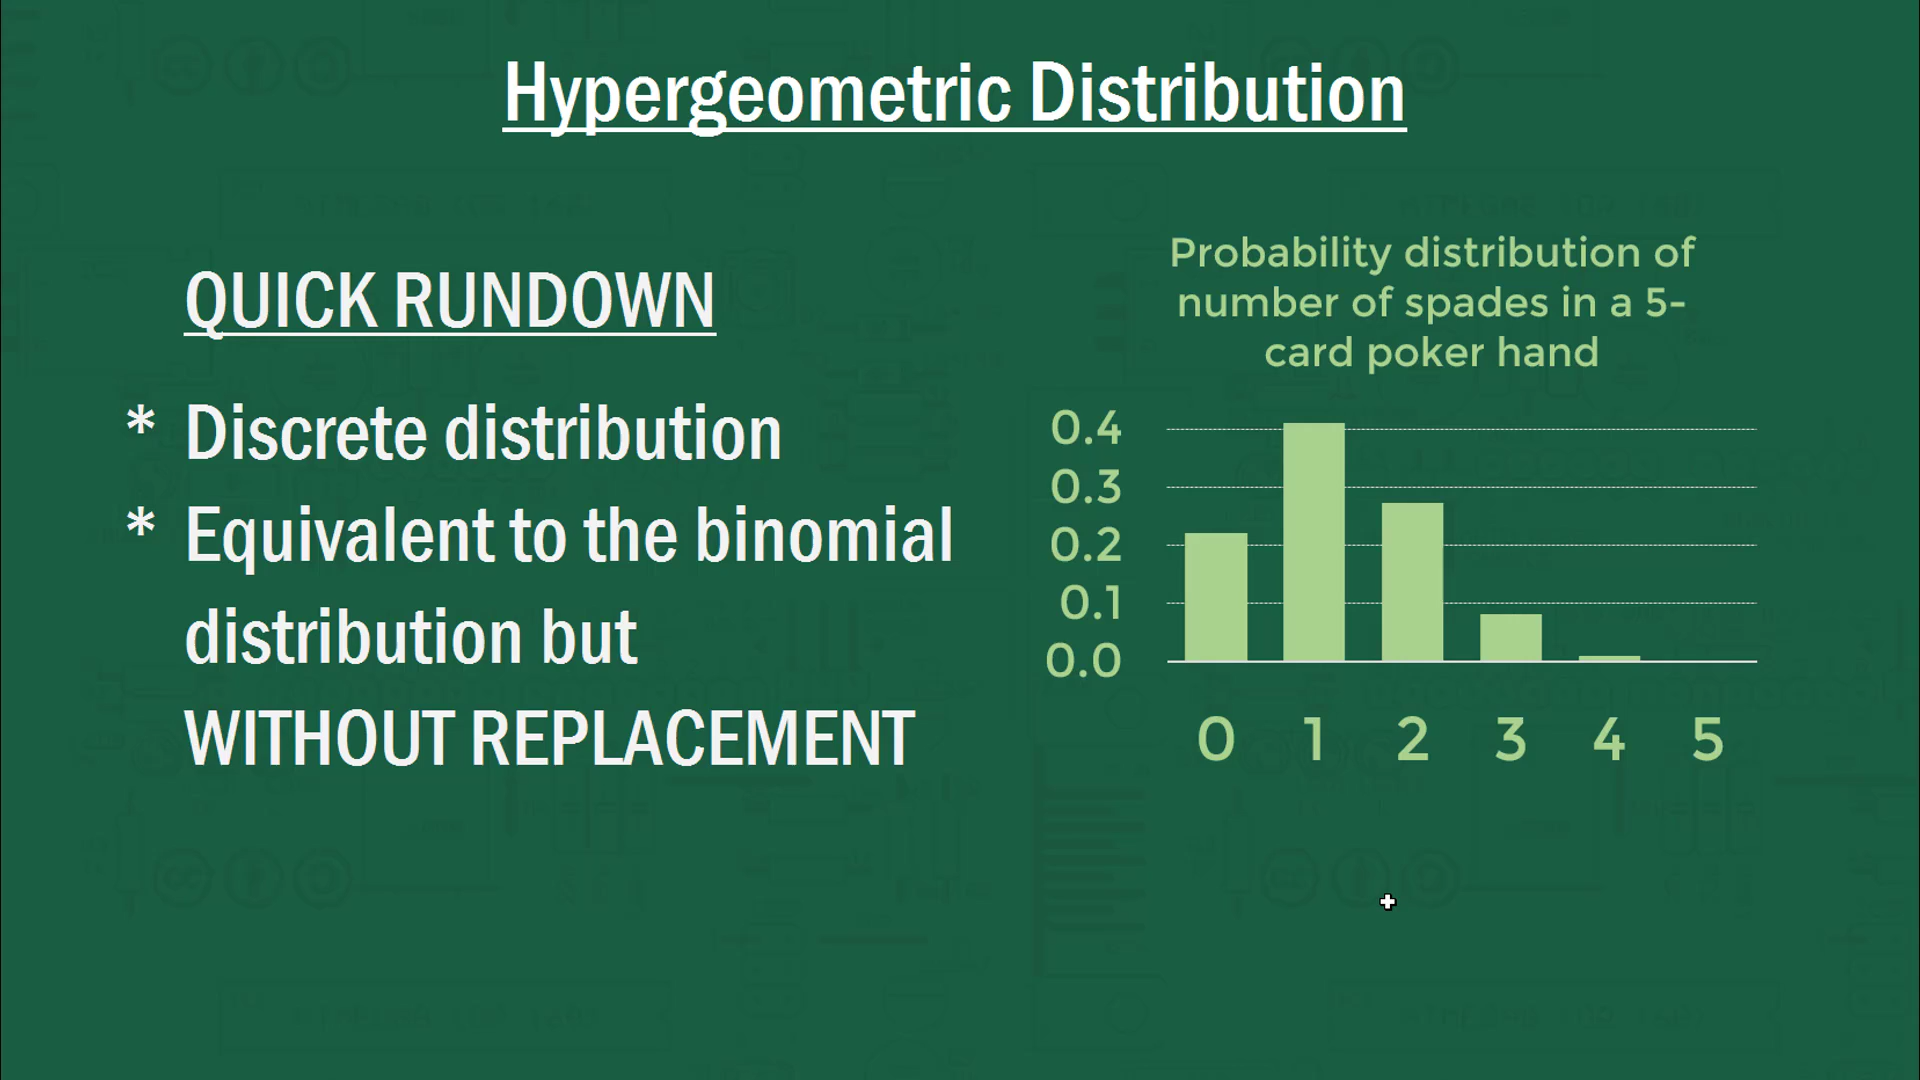 Hypergeometric Distribution
QUICK RUNDOWN
* Discrete distribution
* Equivalent to the binomial
distribution but
WITHOUT REPLACEMENT
Probability distribution of
number of spades in a 5-
card poker hand
0.4
0.3
0.2
0.1
0.0
0 1 2 3 4 5